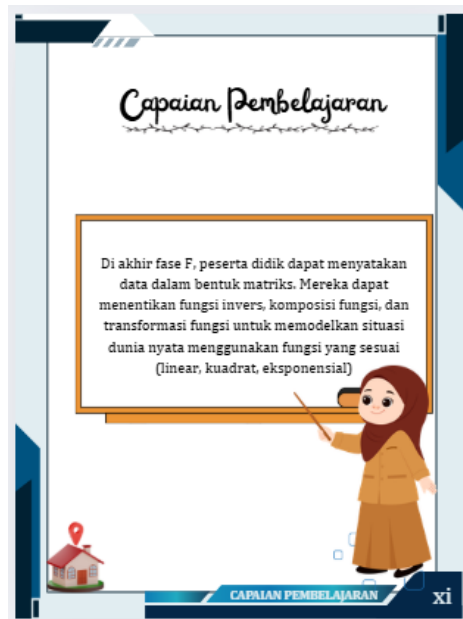 Capaian Pembelajaran
Di akhir fase F, peserta didik dapat menyatakan
data dalam bentuk matriks. Mereka dapat
menentikan fungsi invers, komposisi fungsi, dan
transformasi fungsi untuk memodelkan situasi
dunia nyata menggunakan fungsi yang sesuai
(linear, kuadrat, eksponensial)
CAPAIAN PEMBELAJARAN
xi